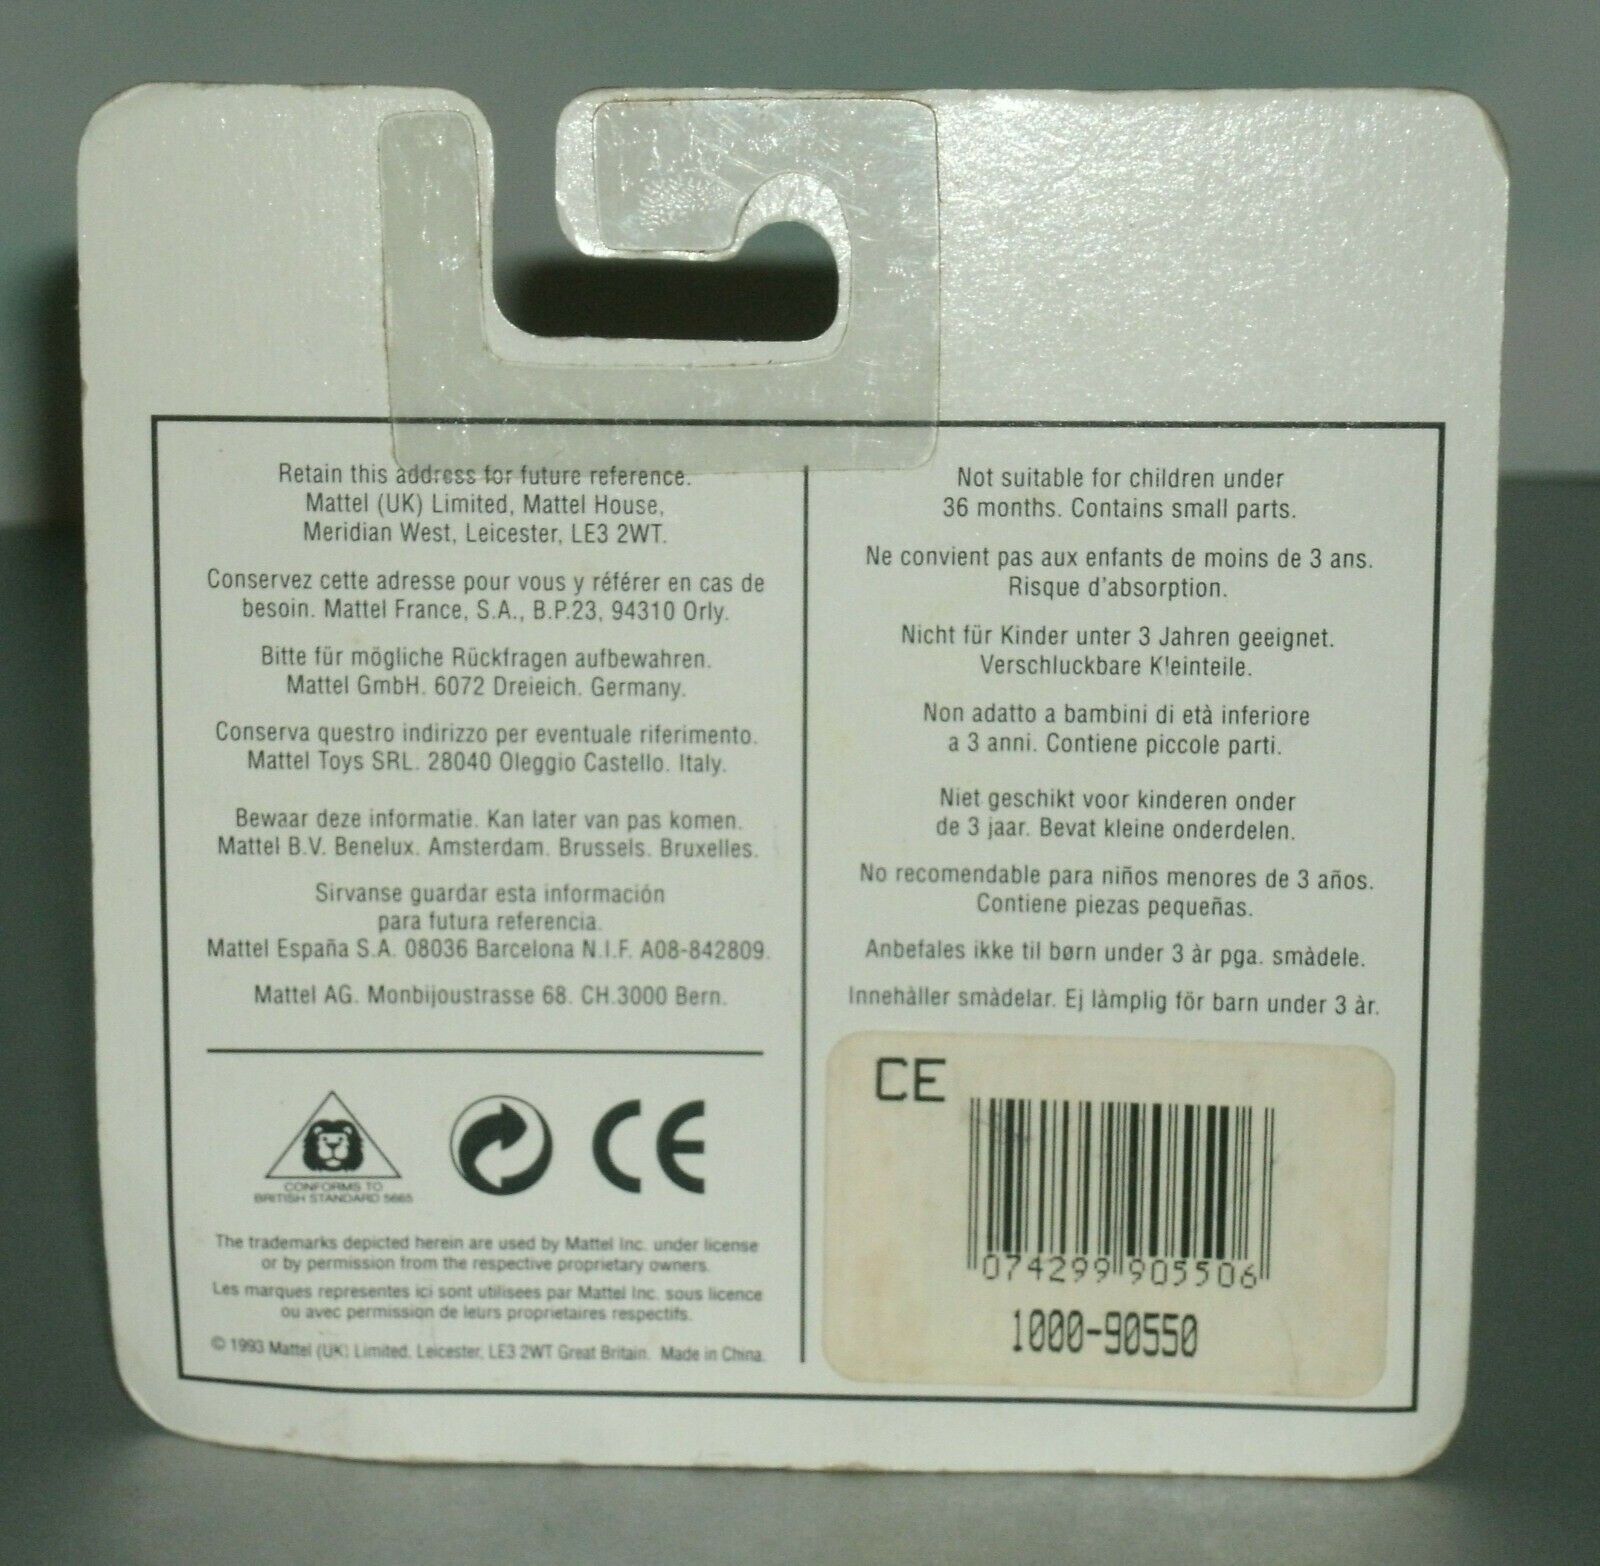 Retain this address for future reference.
Mattel (UK) Limited, Mattel House,
Meridian West, Leicester, LE3 2WT.
Conservez cette adresse pour vous y référer en cas de
besoin. Mattel France, S.A., B.P.23, 94310 Orly.
Bitte für mögliche Rückfragen aufbewahren.
Mattel GmbH. 6072 Dreieich. Germany.
Conserva questro indirizzo per eventuale riferimento.
Mattel Toys SRL. 28040 Oleggio Castello. Italy.
Bewaar deze informatie. Kan later van pas komen.
Mattel B.V. Benelux. Amsterdam. Brussels. Bruxelles.
Sirvanse guardar esta información
para futura referencia.
Mattel España S.A. 08036 Barcelona N.I.F. A08-842809.
Mattel AG. Monbijoustrasse 68. CH.3000 Bern.
CONFORMS TO
BRITISH STANDARD 5665
CE
The trademarks depicted herein are used by Mattel Inc. under license
or by permission from the respective proprietary owners.
Les marques representes ici sont utilisees par Mattel Inc. sous licence
ou avec permission de leurs proprietaires respectifs.
© 1993 Mattel (UK) Limited. Leicester, LE3 2WT Great Britain. Made in China.
Not suitable for children under
36 months. Contains small parts.
Ne convient pas aux enfants de moins de 3 ans.
Risque d'absorption.
Nicht für Kinder unter 3 Jahren geeignet.
Verschluckbare Kleinteile.
Non adatto a bambini di età inferiore
a 3 anni. Contiene piccole parti.
Niet geschikt voor kinderen onder
de 3 jaar. Bevat kleine onderdelen.
No recomendable para niños menores de 3 años.
Contiene piezas pequeñas.
Anbefales ikke til børn under 3 àr pga. smàdele.
Innehàller smàdelar. Ej làmplig för barn under 3 àr.
CE
074299 905506
1000-90550